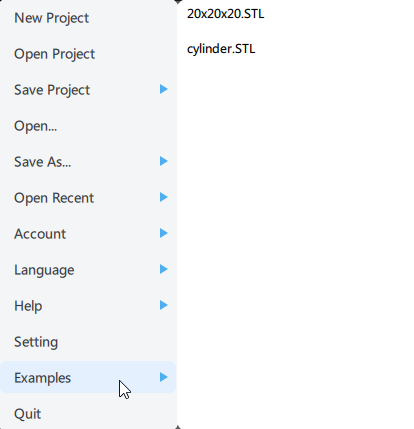 New Project
Open Project
Save Project
Open...
Save As...
Open Recent
Account
Language
Help
Setting
Examples
Quit
20x20x20.STL
cylinder.STL